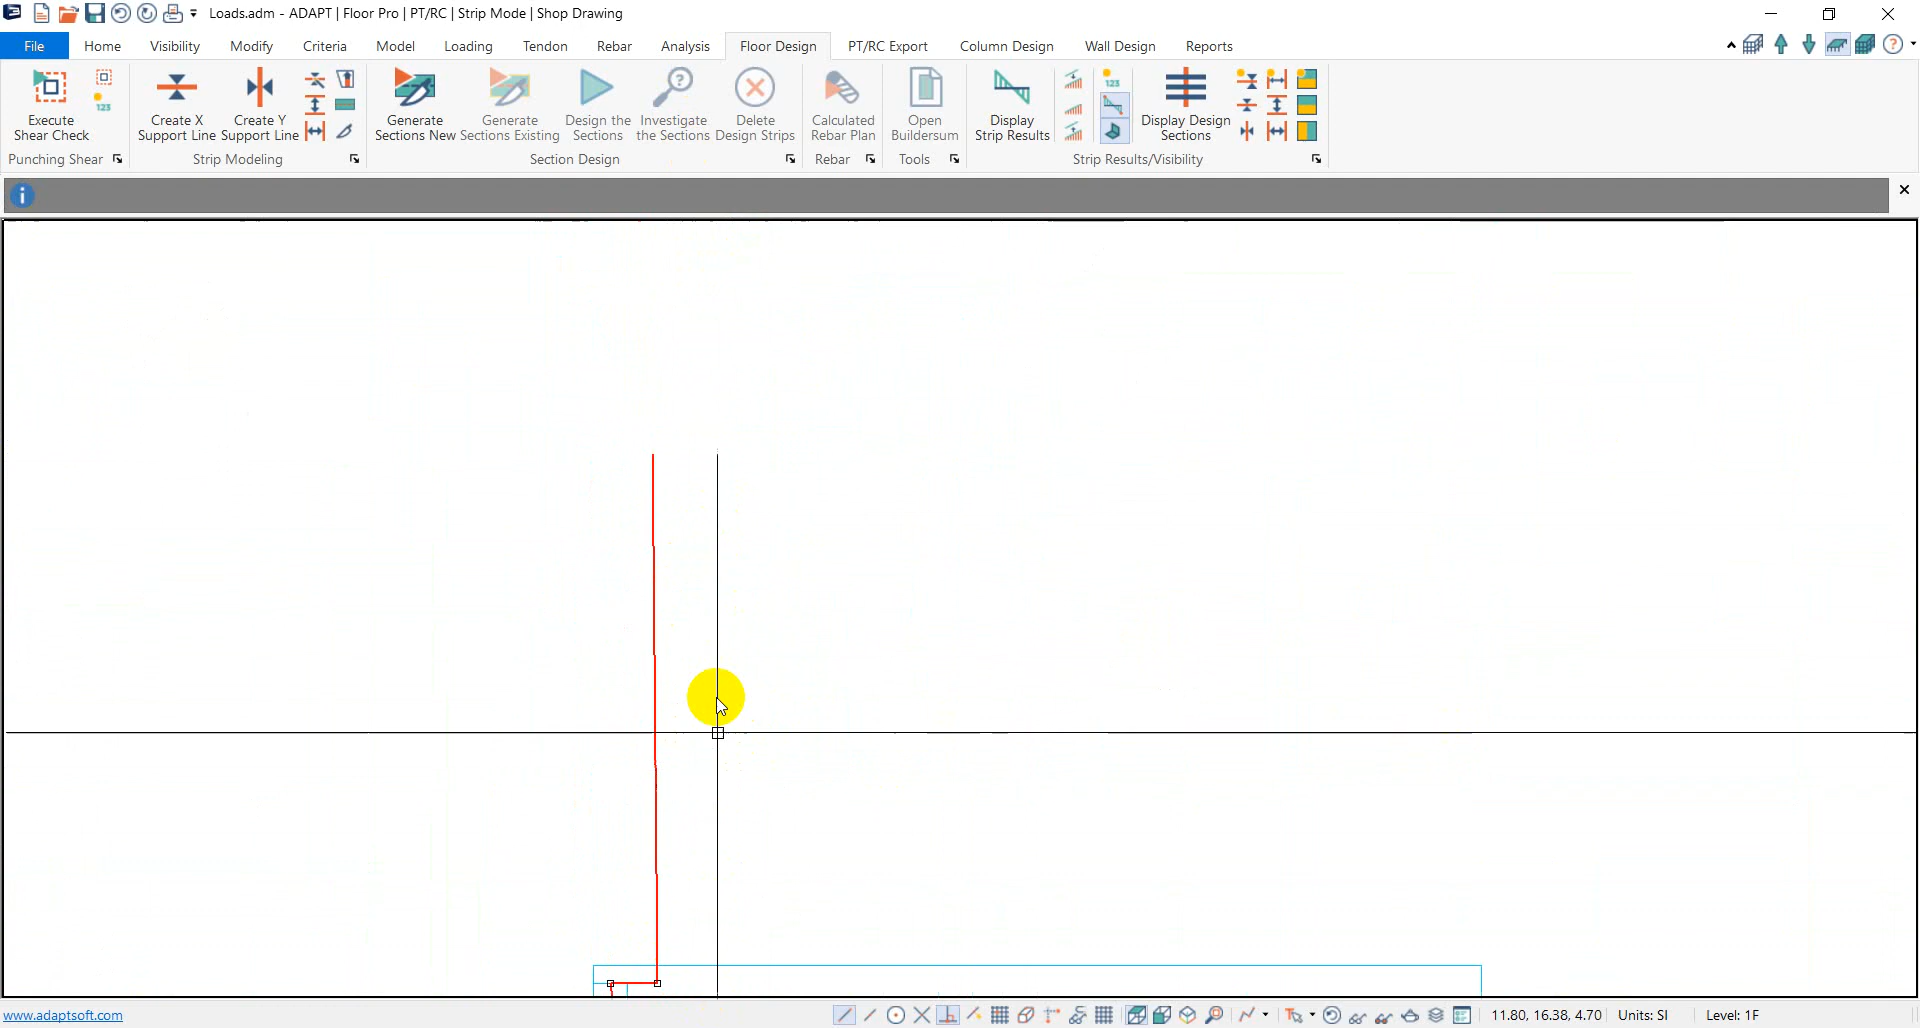 Loads.adm - ADAPT | Floor Pro | PT/RC | Strip Mode | Shop Drawing
File Home Visibility Modify Criteria Model Loading Tendon Rebar Analysis Floor Design PT/RC Export Column Design Wall Design Reports
Execute Shear Check
123
Create X Support Line
Create Y Support Line
Generate Sections New
Generate Sections Existing
Design the Sections
Investigate the Sections
Delete Design Strips
Calculated Rebar Plan
Open Buildersum
Display Strip Results
123
Display Design Sections
Punching Shear Strip Modeling Section Design Rebar Tools Strip Results/Visibility
www.adaptsoft.com 11.80, 16.38, 4.70 Units: SI Level: 1F